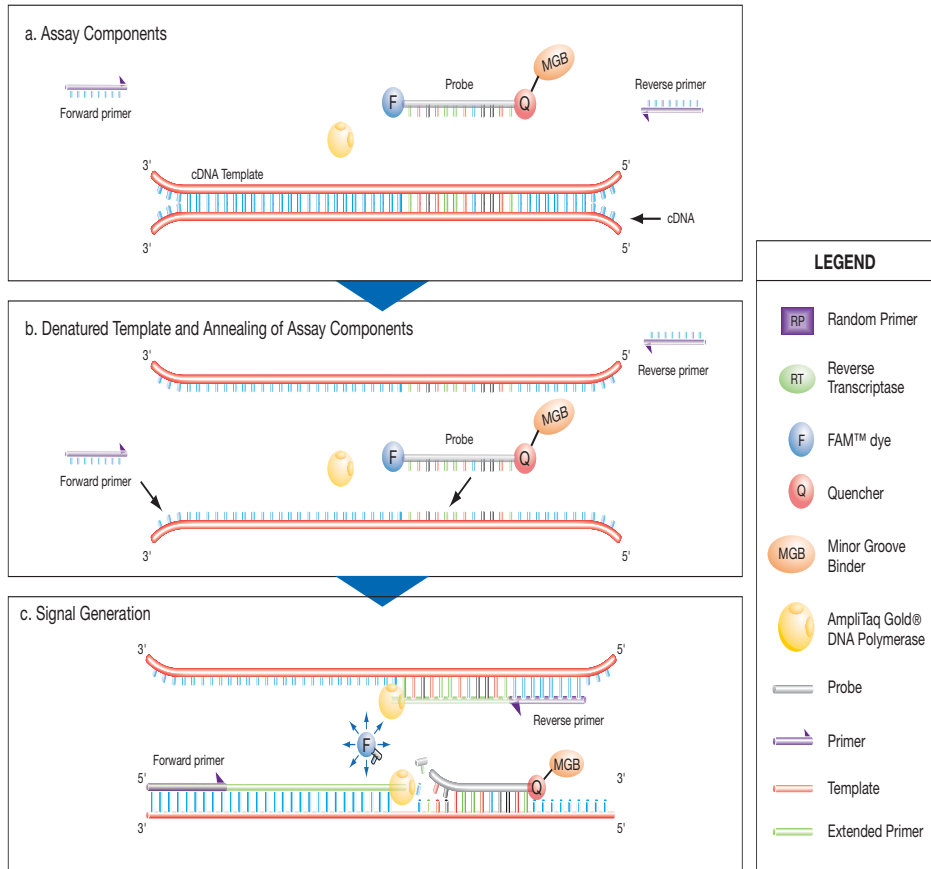 a. Assay Components
MGB
Probe
F
Q
Forward primer
Reverse primer
3'
5'
cDNA Template
cDNA
3'
5'
b. Denatured Template and Annealing of Assay Components
3'
5'
Reverse primer
MGB
Probe
F
Q
Forward primer
3'
5'
c. Signal Generation
3'
5'
Reverse primer
F
Forward primer
MGB
5'
3'
Q
3'
5'
LEGEND
RP
Random Primer
RT
Reverse
Transcriptase
F
FAM™ dye
Q
Quencher
MGB
Minor Groove
Binder
AmpliTaq Gold®
DNA Polymerase
Probe
Primer
Template
Extended Primer